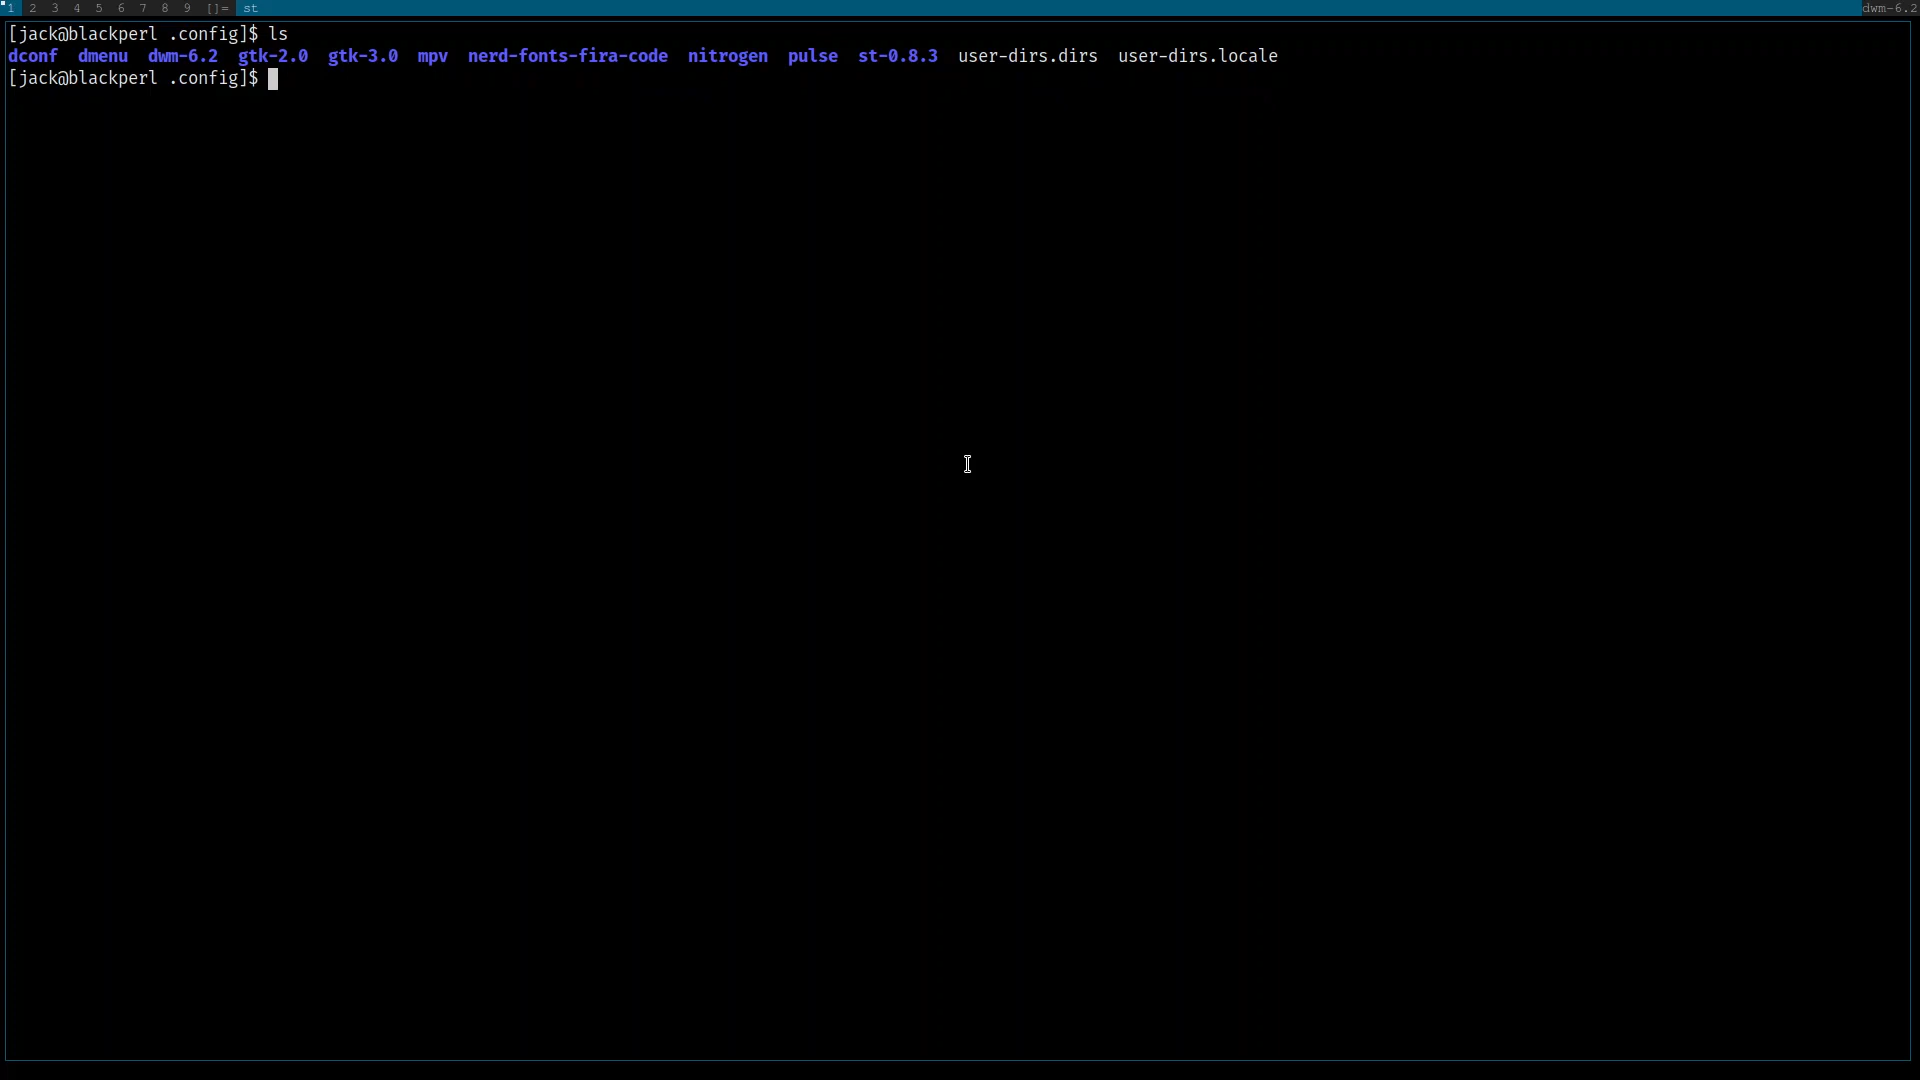 1 2 3 4 5 6 7 8 9 []= st dwm-6.2
[jack@blackperl .config]$ ls
dconf dmenu dwm-6.2 gtk-2.0 gtk-3.0 mpv nerd-fonts-fira-code nitrogen pulse st-0.8.3 user-dirs.dirs user-dirs.locale
[jack@blackperl .config]$